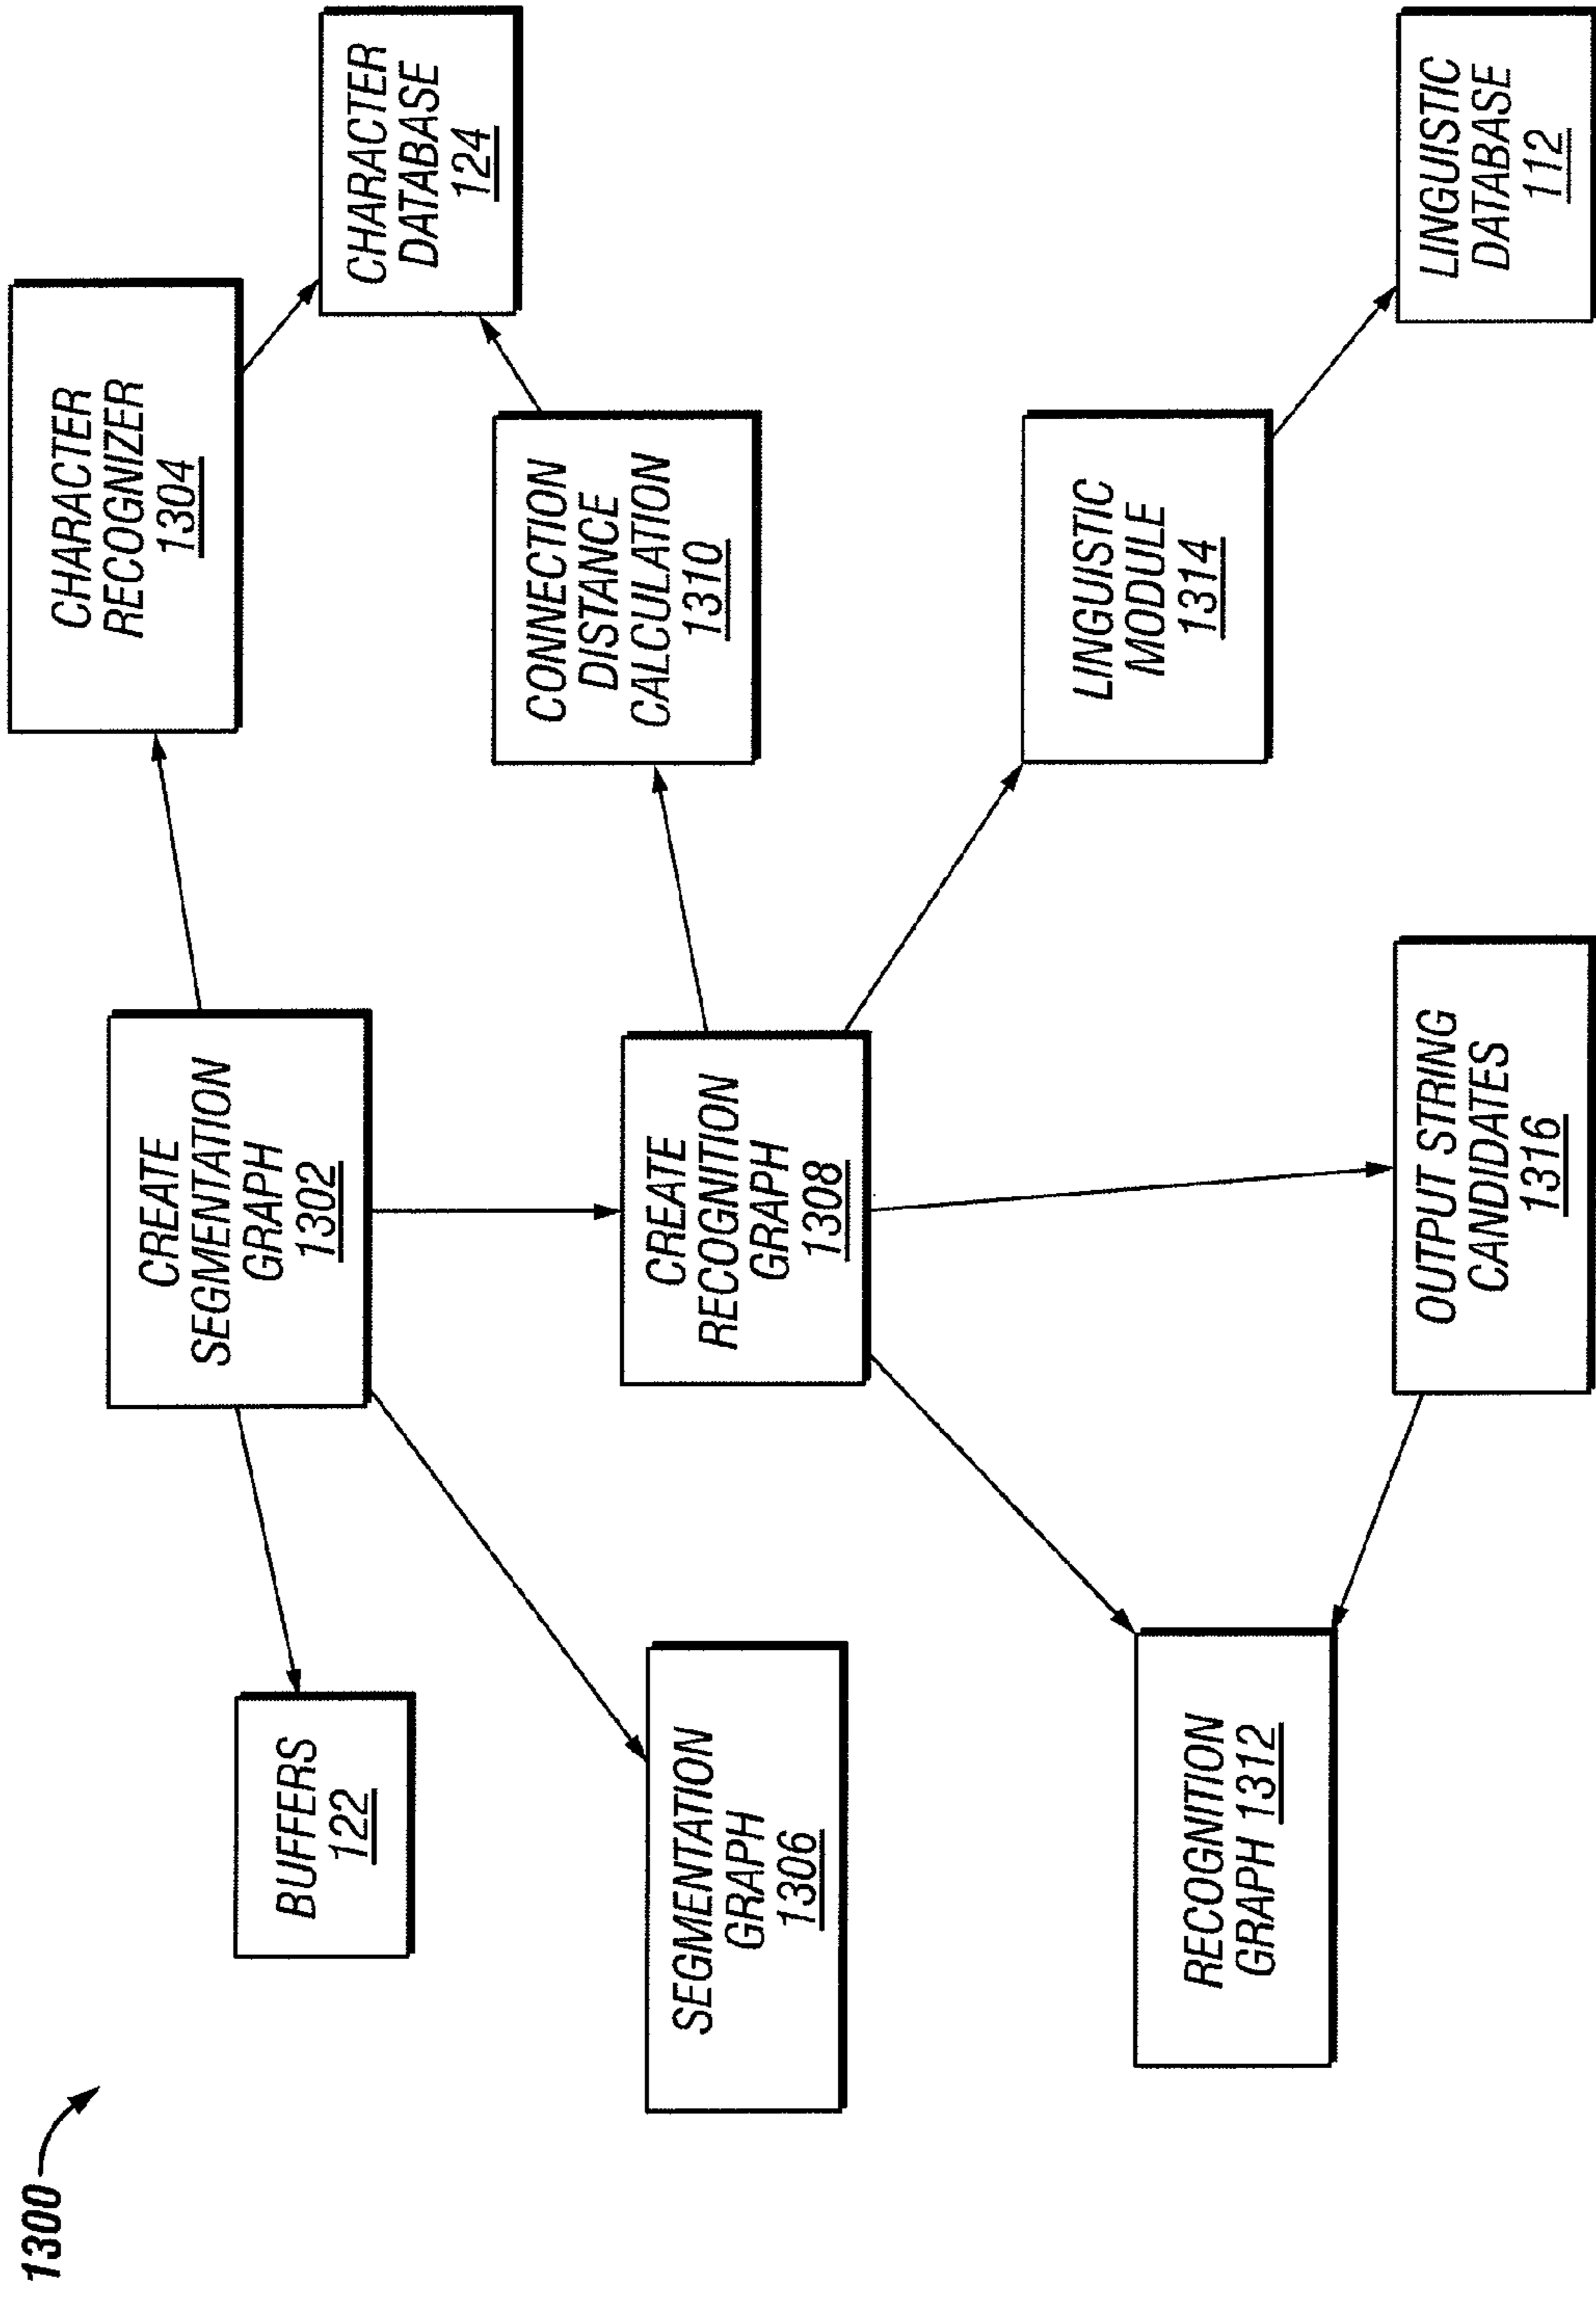 1300
BUFFERS
122
CREATE
SEGMENTATION
GRAPH
1302
CHARACTER
RECOGNIZER
1304
CHARACTER
DATABASE
124
SEGMENTATION
GRAPH
1306
CREATE
RECOGNITION
GRAPH
1308
CONNECTION
DISTANCE
CALCULATION
1310
RECOGNITION
GRAPH 1312
LINGUISTIC
MODULE
1314
OUTPUT STRING
CANDIDATES
1316
LINGUISTIC
DATABASE
112